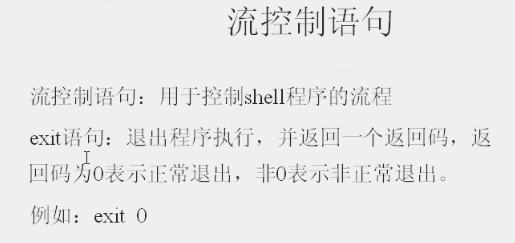 流控制语句
流控制语句：用于控制shell程序的流程
exit语句：退出程序执行，并返回一个返回码，返
回码为0表示正常退出，非0表示非正常退出。
例如：exit 0